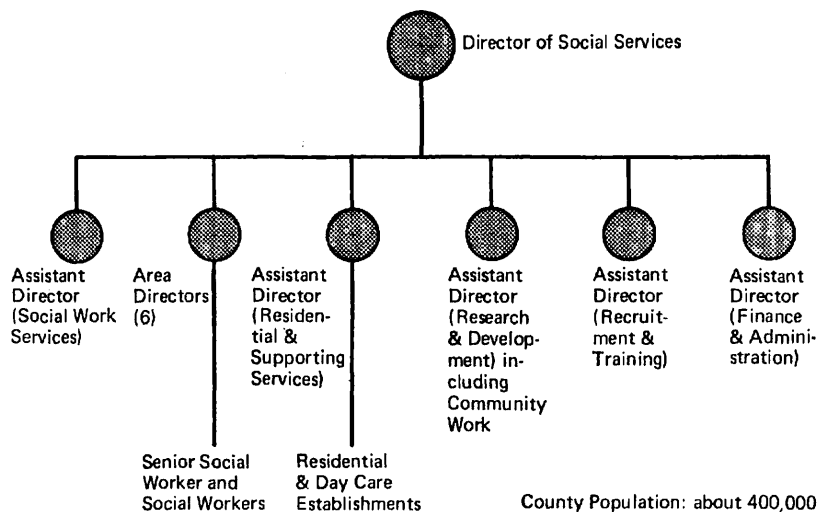 Director of Social Services
Assistant
Director
(Social Work
Services)
Area
Directors
(6)
Assistant
Director
(Residen-
tial &
Supporting
Services)
Assistant
Director
(Research
& Develop-
ment) in-
cluding
Community
Work
Assistant
Director
(Recruit-
ment &
Training)
Assistant
Director
(Finance
& Admini-
stration)
Senior Social
Worker and
Social Workers
Residential
& Day Care
Establishments
County Population: about 400,000